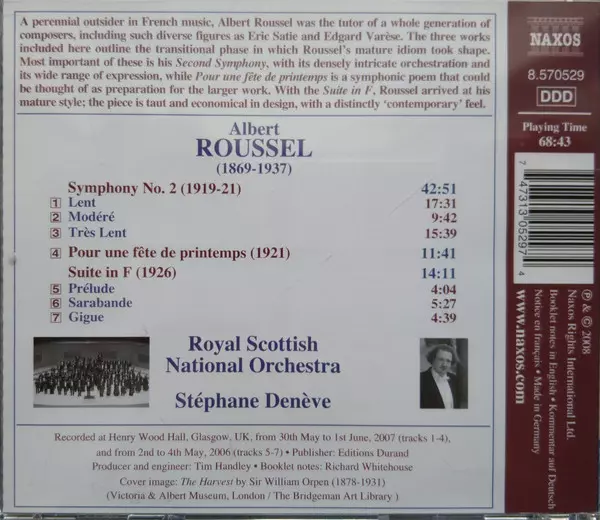 A perennial outsider in French music, Albert Roussel was the tutor of a whole generation of
composers, including such diverse figures as Eric Satie and Edgard Varèse. The three works
included here outline the transitional phase in which Roussel's mature idiom took shape.
Most important of these is his Second Symphony, with its densely intricate orchestration and
its wide range of expression, while Pour une fête de printemps is a symphonic poem that could
be thought of as preparation for the larger work. With the Suite in F, Roussel arrived at his
mature style; the piece is taut and economical in design, with a distinctly 'contemporary' feel.
Albert
ROUSSEL
(1869-1937)
Symphony No. 2 (1919-21) 42:51
1 Lent 17:31
2 Modéré 9:42
3 Très Lent 15:39
4 Pour une fête de printemps (1921) 11:41
Suite in F (1926) 14:11
5 Prélude 4:04
6 Sarabande 5:27
7 Gigue 4:39
Royal Scottish
National Orchestra
Stéphane Denève
Recorded at Henry Wood Hall, Glasgow, UK, from 30th May to 1st June, 2007 (tracks 1-4),
and from 2nd to 4th May, 2006 (tracks 5-7) • Publisher: Editions Durand
Producer and engineer: Tim Handley • Booklet notes: Richard Whitehouse
Cover image: The Harvest by Sir William Orpen (1878-1931)
(Victoria & Albert Museum, London / The Bridgeman Art Library )
NAXOS
8.570529
DDD
Playing Time
68:43
7 47313 05297 4
℗ & © 2008
Naxos Rights International Ltd.
Booklet notes in English • Kommentar auf Deutsch
Notice en français • Made in Germany
www.naxos.com